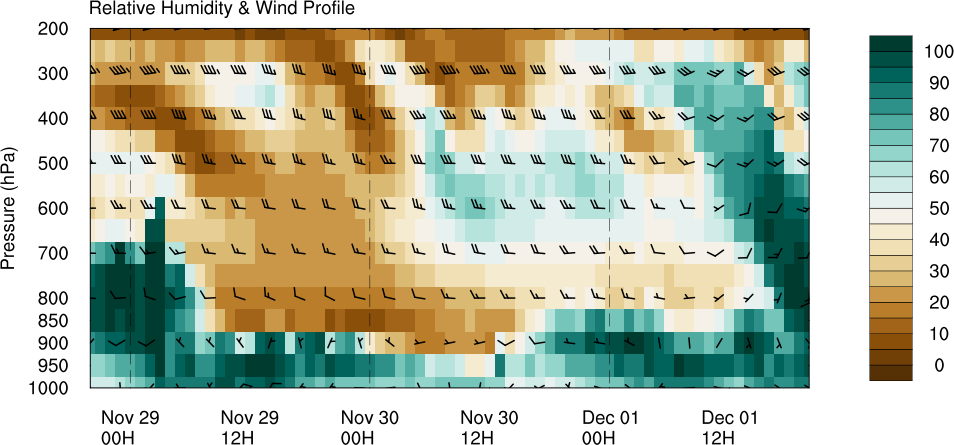 Relative Humidity & Wind Profile
200
300
400
500
600
700
800
850
900
950
1000
Pressure (hPa)
Nov 29
00H
Nov 29
12H
Nov 30
00H
Nov 30
12H
Dec 01
00H
Dec 01
12H
100
90
80
70
60
50
40
30
20
10
0